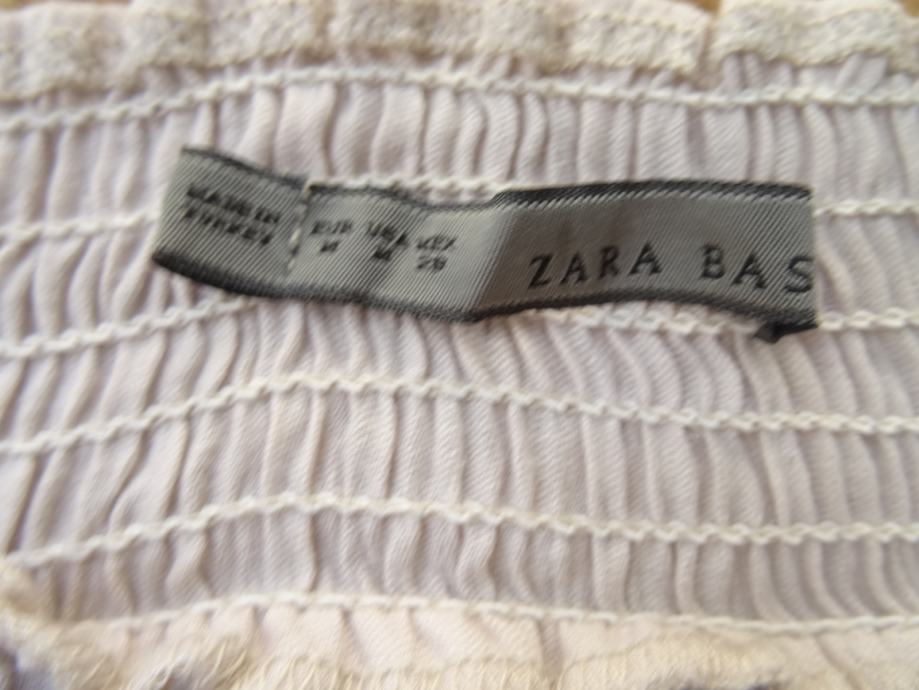 MADE IN
TURKEY
EUR USA MEX
M M 28
ZARA BAS